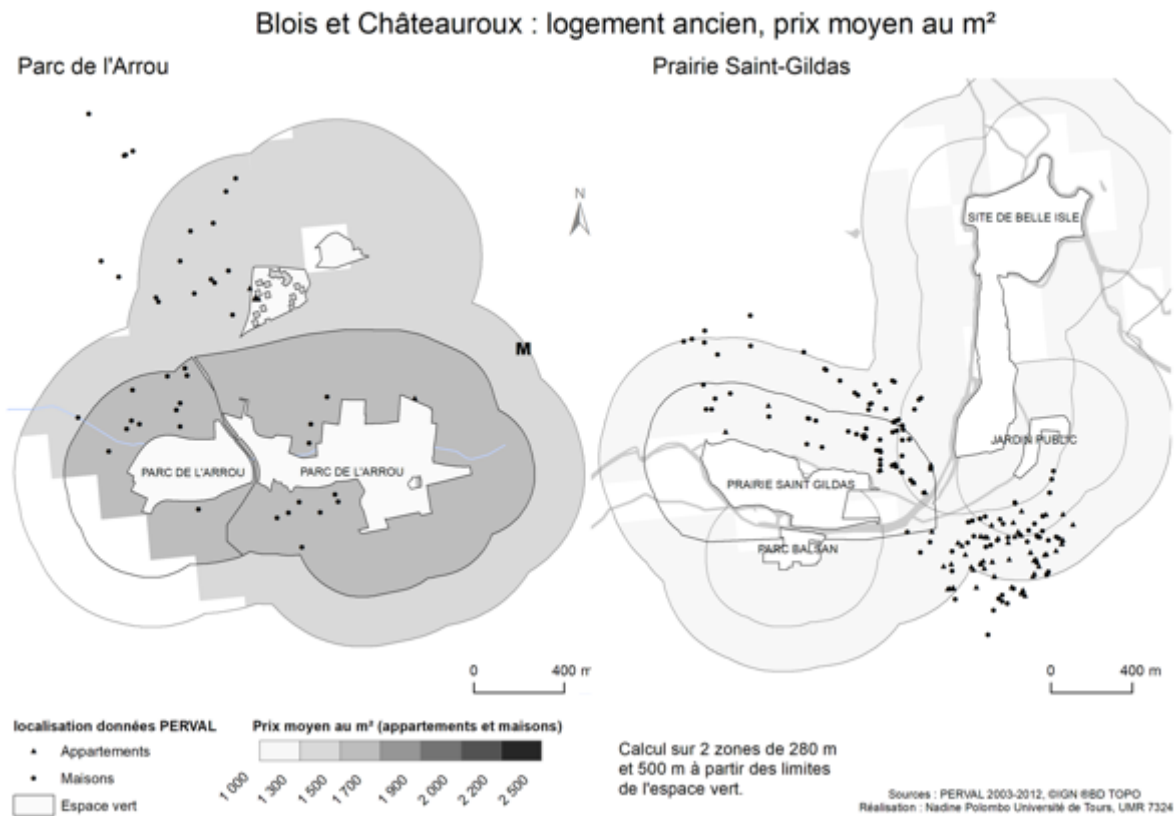 Blois et Châteauroux : logement ancien, prix moyen au m²
Parc de l'Arrou
Prairie Saint-Gildas
N
SITE DE BELLE ISLE
M
JARDIN PUBLIC
PARC DE L'ARROU
PARC DE L'ARROU
PRAIRIE SAINT GILDAS
PARC BALSAN
0 400 m
0 400 m
localisation données PERVAL
Appartements
Maisons
Espace vert
Prix moyen au m² (appartements et maisons)
1 000 1 300 1 500 1 700 1 900 2 000 2 200 2 500
Calcul sur 2 zones de 280 m
et 500 m à partir des limites
de l'espace vert.
Sources : PERVAL 2003-2012, ©IGN ®BD TOPO
Réalisation : Nadine Polombo Université de Tours, UMR 7324